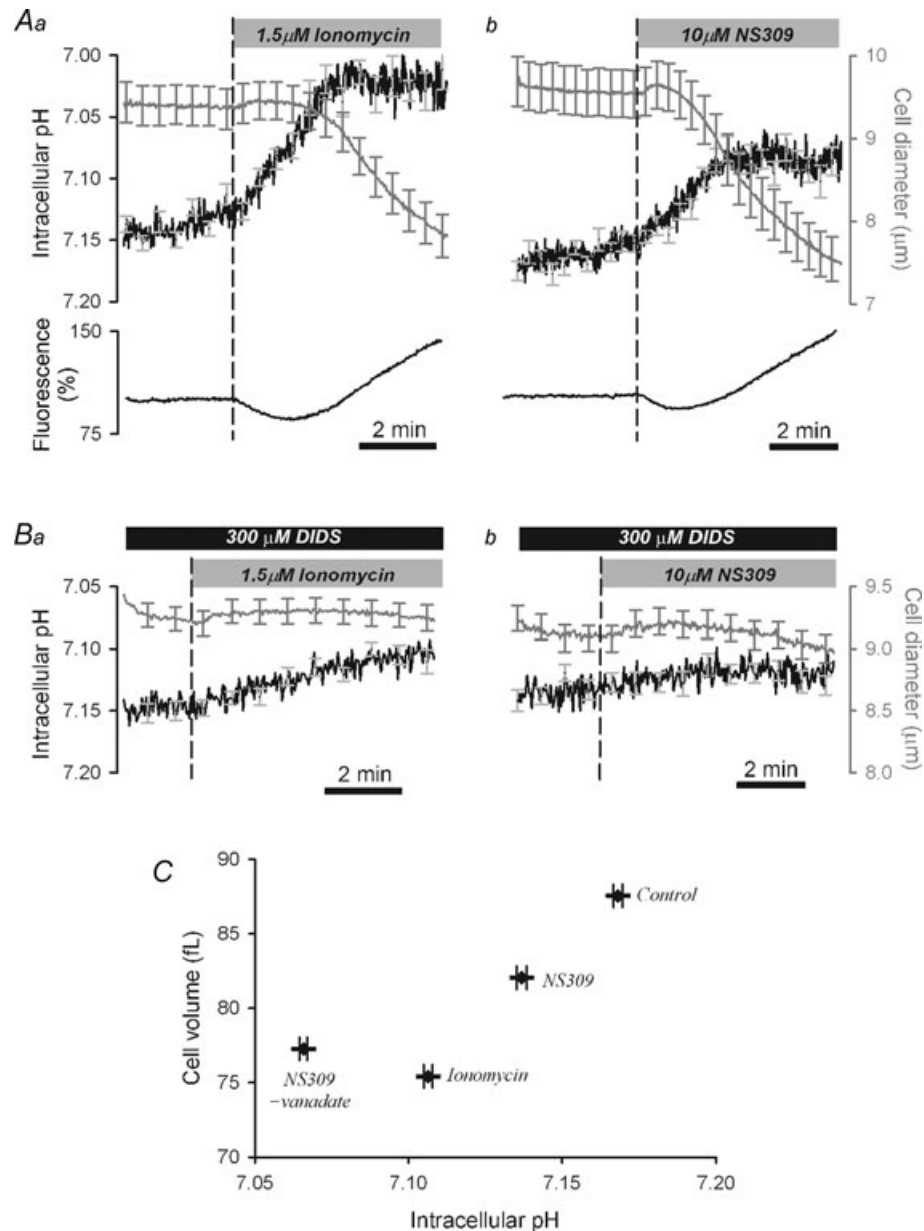 Aa
1.5μM Ionomycin
b
10μM NS309
7.00
7.05
7.10
7.15
7.20
Intracellular pH
10
9
8
7
Cell diameter (μm)
150
75
Fluorescence
(%)
2 min
2 min
Ba
300 μM DIDS
1.5μM Ionomycin
b
300 μM DIDS
10μM NS309
7.05
7.10
7.15
7.20
Intracellular pH
9.5
9.0
8.5
8.0
Cell diameter (μm)
2 min
2 min
C
90
85
80
75
70
Cell volume (fL)
Control
NS309
Ionomycin
NS309
−vanadate
7.05
7.10
7.15
7.20
Intracellular pH